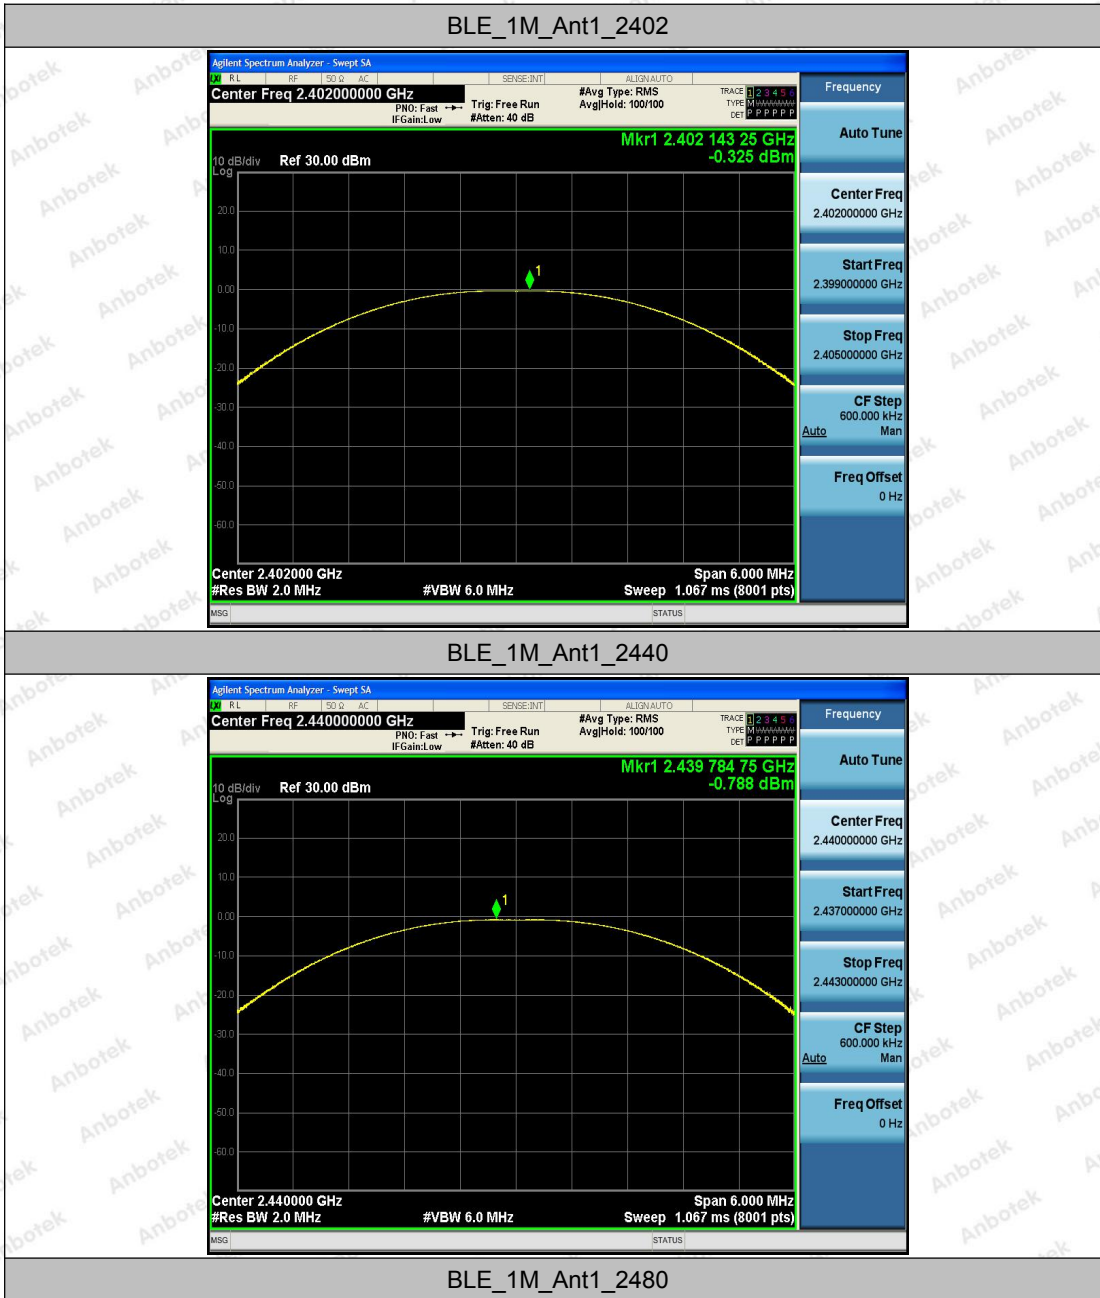 BLE_1M_Ant1_2402
Agilent Spectrum Analyzer - Swept SA
LXI RL RF 50 Ω AC SENSE:INT ALIGNAUTO
Center Freq 2.402000000 GHz
PNO: Fast
IFGain:Low
Trig: Free Run
#Atten: 40 dB
#Avg Type: RMS
Avg|Hold: 100/100
TRACE 1 2 3 4 5 6
TYPE M WWWWW
DET P P P P P P
Mkr1 2.402 143 25 GHz
-0.325 dBm
10 dB/div Ref 30.00 dBm
Log
20.0
10.0
0.00
-10.0
-20.0
-30.0
-40.0
-50.0
-60.0
1
Center 2.402000 GHz Span 6.000 MHz
#Res BW 2.0 MHz #VBW 6.0 MHz Sweep 1.067 ms (8001 pts)
MSG STATUS
Frequency
Auto Tune
Center Freq
2.402000000 GHz
Start Freq
2.399000000 GHz
Stop Freq
2.405000000 GHz
CF Step
600.000 kHz
Auto Man
Freq Offset
0 Hz
BLE_1M_Ant1_2440
Agilent Spectrum Analyzer - Swept SA
LXI RL RF 50 Ω AC SENSE:INT ALIGNAUTO
Center Freq 2.440000000 GHz
PNO: Fast
IFGain:Low
Trig: Free Run
#Atten: 40 dB
#Avg Type: RMS
Avg|Hold: 100/100
TRACE 1 2 3 4 5 6
TYPE M WWWWW
DET P P P P P P
Mkr1 2.439 784 75 GHz
-0.788 dBm
10 dB/div Ref 30.00 dBm
Log
20.0
10.0
0.00
-10.0
-20.0
-30.0
-40.0
-50.0
-60.0
1
Center 2.440000 GHz Span 6.000 MHz
#Res BW 2.0 MHz #VBW 6.0 MHz Sweep 1.067 ms (8001 pts)
MSG STATUS
Frequency
Auto Tune
Center Freq
2.440000000 GHz
Start Freq
2.437000000 GHz
Stop Freq
2.443000000 GHz
CF Step
600.000 kHz
Auto Man
Freq Offset
0 Hz
BLE_1M_Ant1_2480
Anbotek